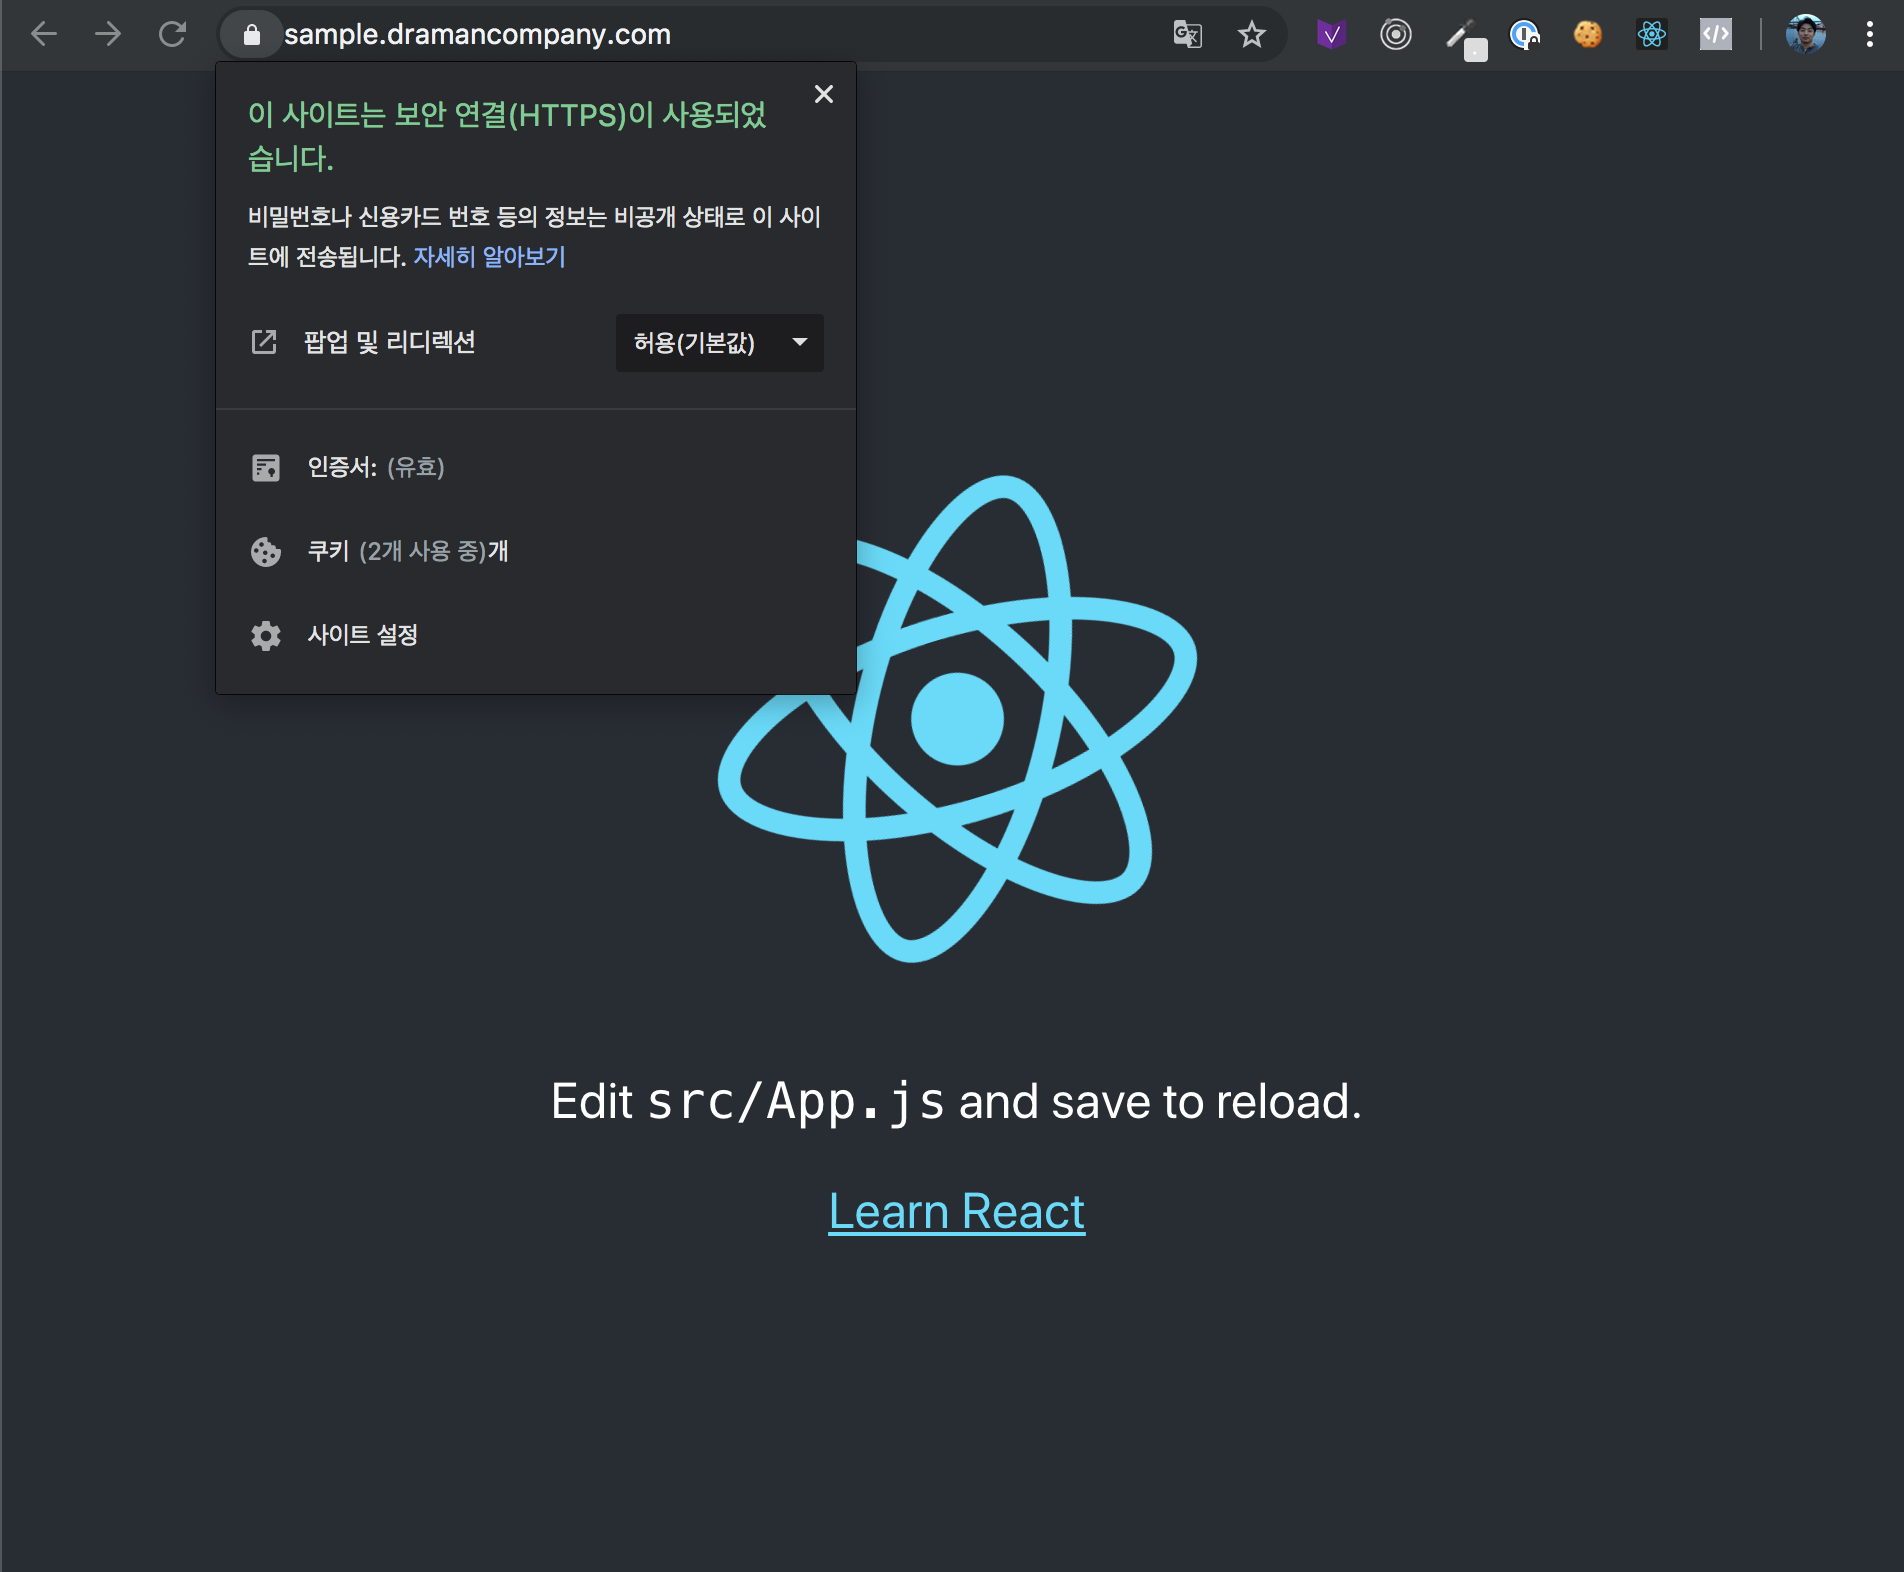 sample.dramancompany.com
이 사이트는 보안 연결(HTTPS)이 사용되었
습니다.
비밀번호나 신용카드 번호 등의 정보는 비공개 상태로 이 사이
트에 전송됩니다. 자세히 알아보기
팝업 및 리디렉션 허용(기본값)
인증서: (유효)
쿠키 (2개 사용 중)개
사이트 설정
Edit src/App.js and save to reload.
Learn React